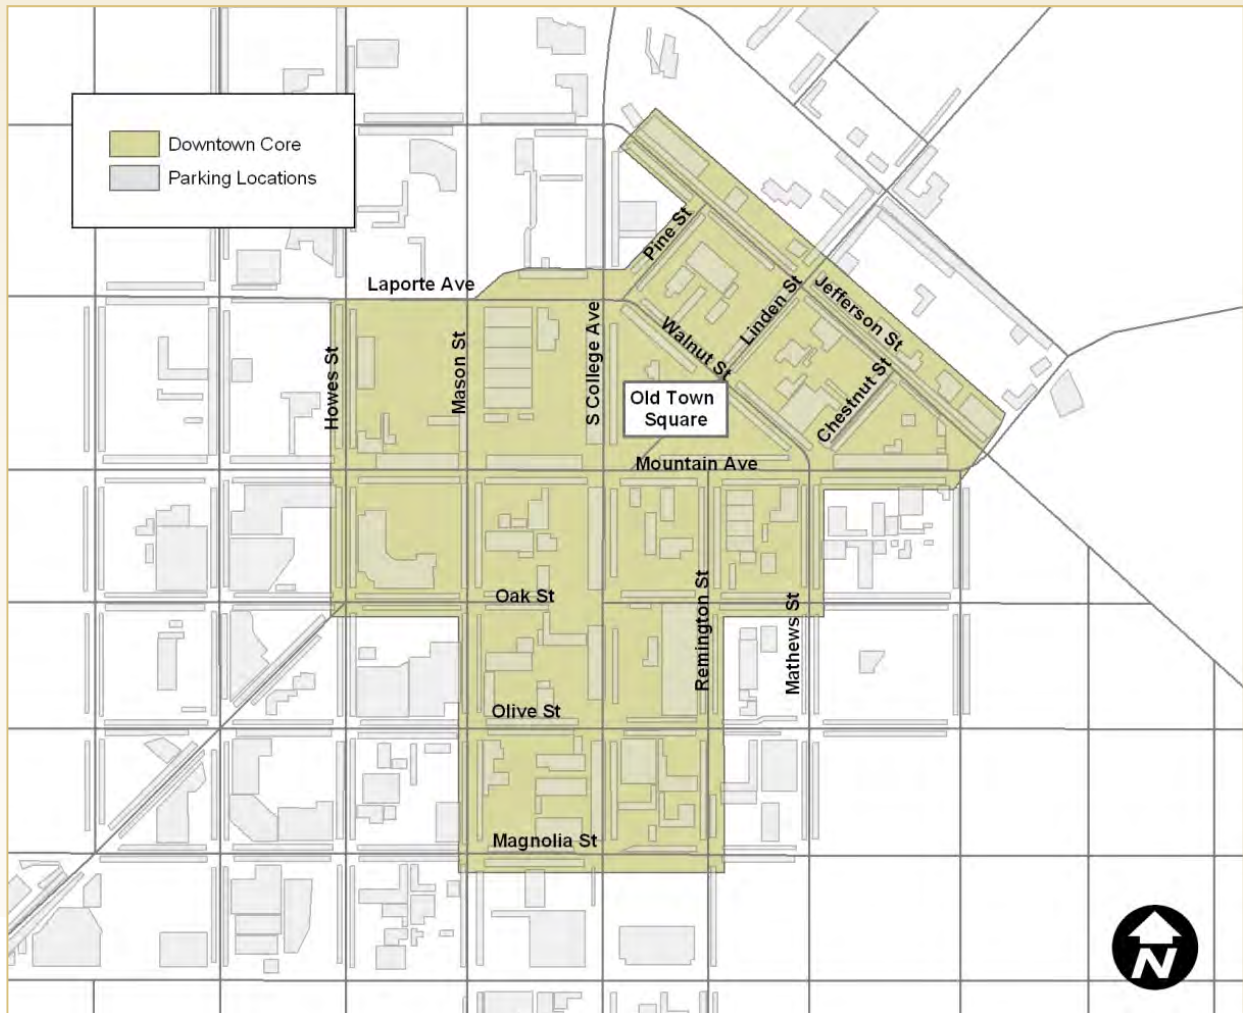 Downtown Core
Parking Locations
Pine St
Laporte Ave
Linden St
Jefferson St
Walnut St
Howes St
Mason St
S College Ave
Chestnut St
Old Town
Square
Mountain Ave
Oak St
Remington St
Mathews St
Olive St
Magnolia St
N